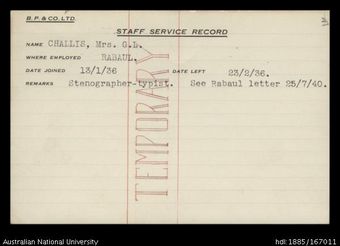 B.P. & CO. LTD.
STAFF SERVICE RECORD
NAME CHALLIS, Mrs. G.L.
WHERE EMPLOYED RABAUL.
DATE JOINED 13/1/36 DATE LEFT 23/2/36.
REMARKS Stenographer-typist. See Rabaul letter 25/7/40.
TEMPORARY
Australian National University hdl:1885/167011